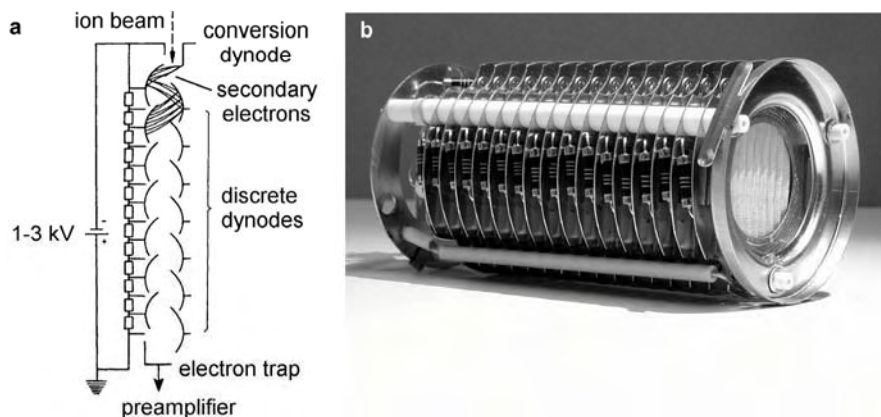 a
ion beam
conversion
dynode
secondary
electrons
discrete
dynodes
1-3 kV
-
+
electron trap
preamplifier
b